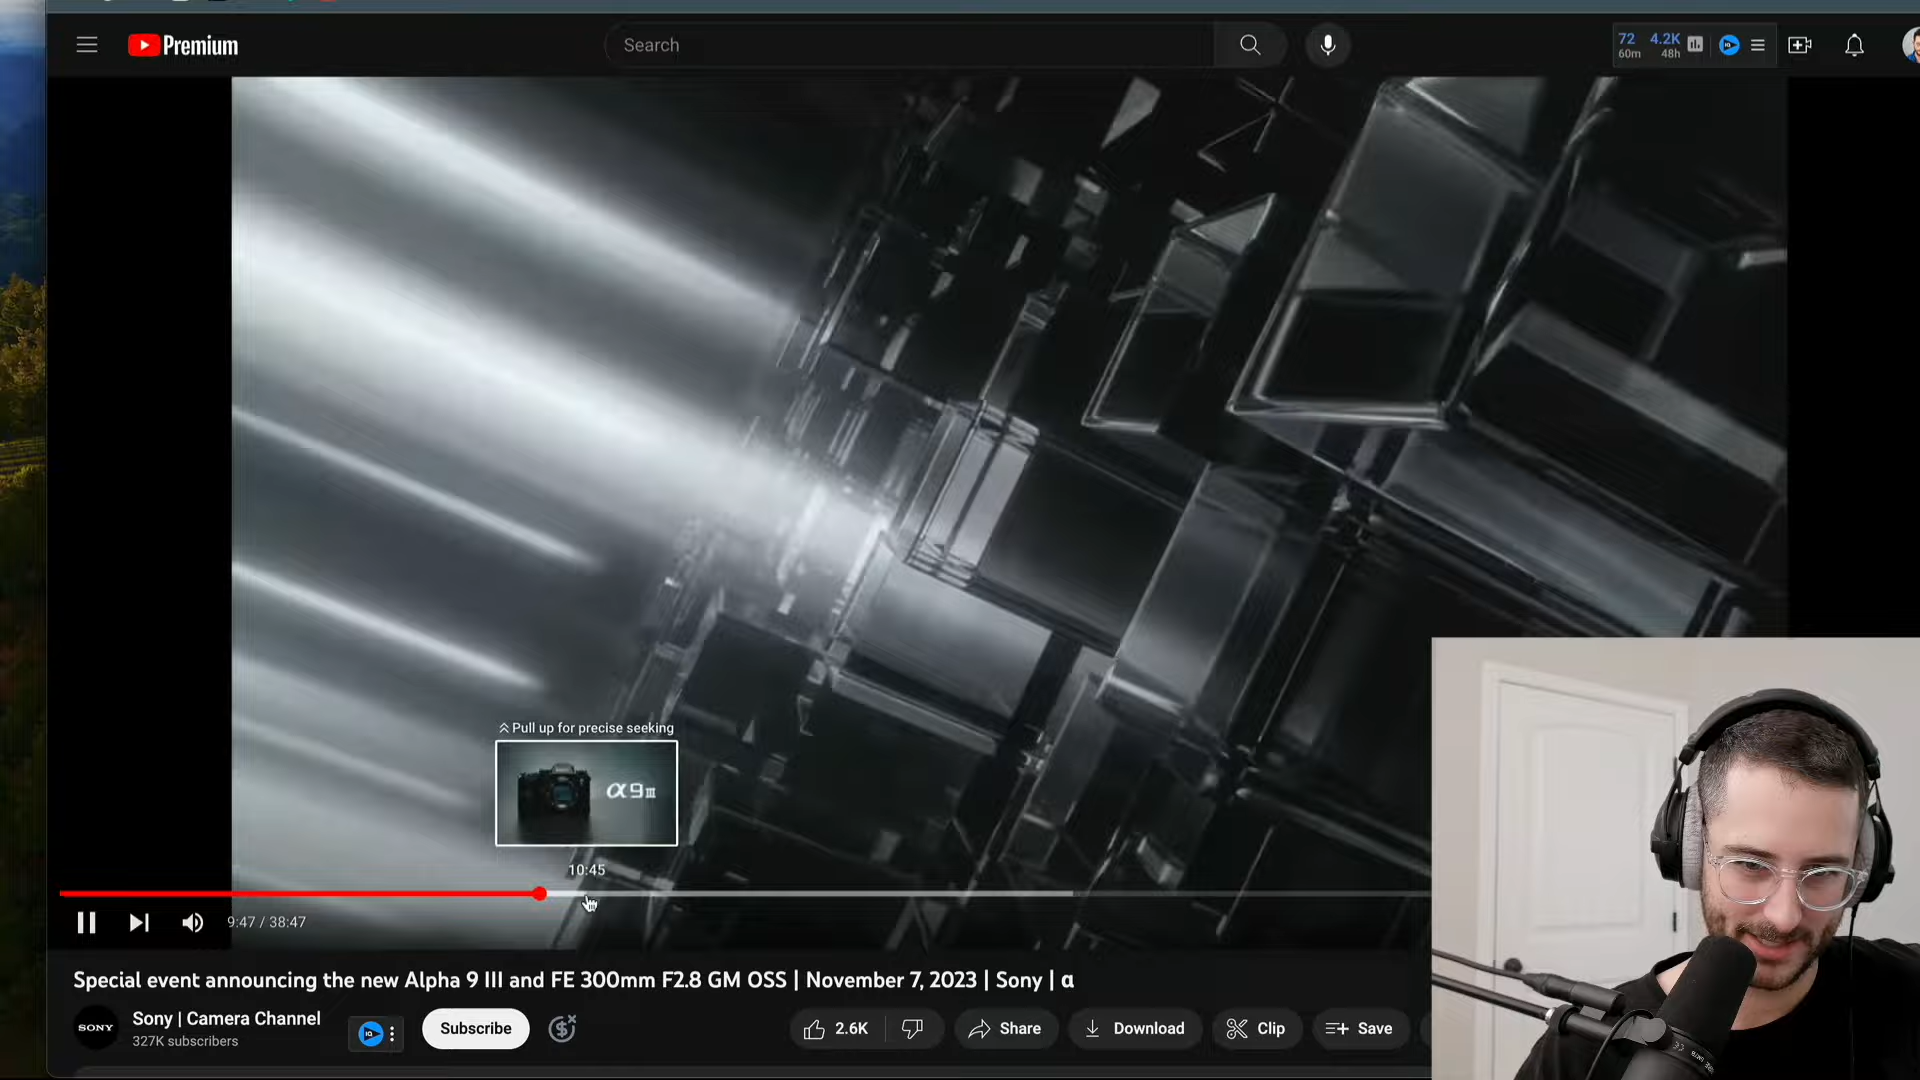 Premium
Search
72
60m
4.2K
48h
Pull up for precise seeking
α9III
10:45
9:47 / 38:47
Special event announcing the new Alpha 9 III and FE 300mm F2.8 GM OSS | November 7, 2023 | Sony | α
SONY
Sony | Camera Channel
327K subscribers
Subscribe
2.6K
Share
Download
Clip
Save